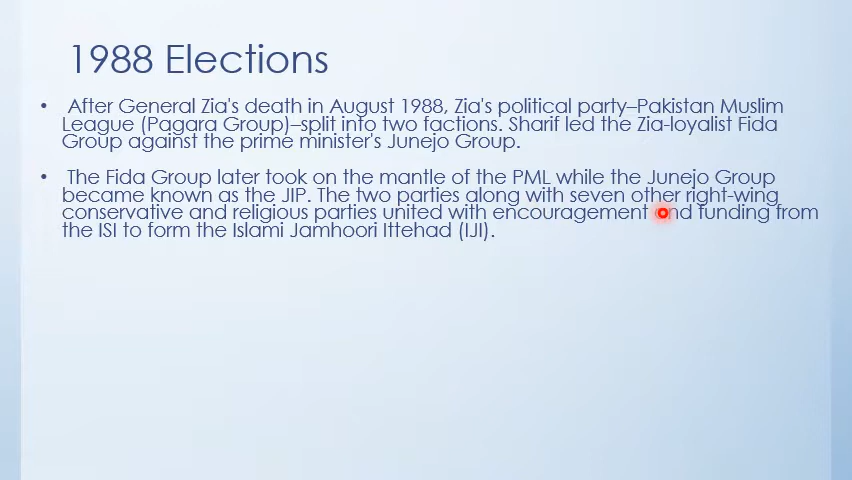 1988 Elections
• After General Zia's death in August 1988, Zia's political party–Pakistan Muslim
League (Pagara Group)–split into two factions. Sharif led the Zia-loyalist Fida
Group against the prime minister's Junejo Group.
• The Fida Group later took on the mantle of the PML while the Junejo Group
became known as the JIP. The two parties along with seven other right-wing
conservative and religious parties united with encouragement and funding from
the ISI to form the Islami Jamhoori Ittehad (IJI).